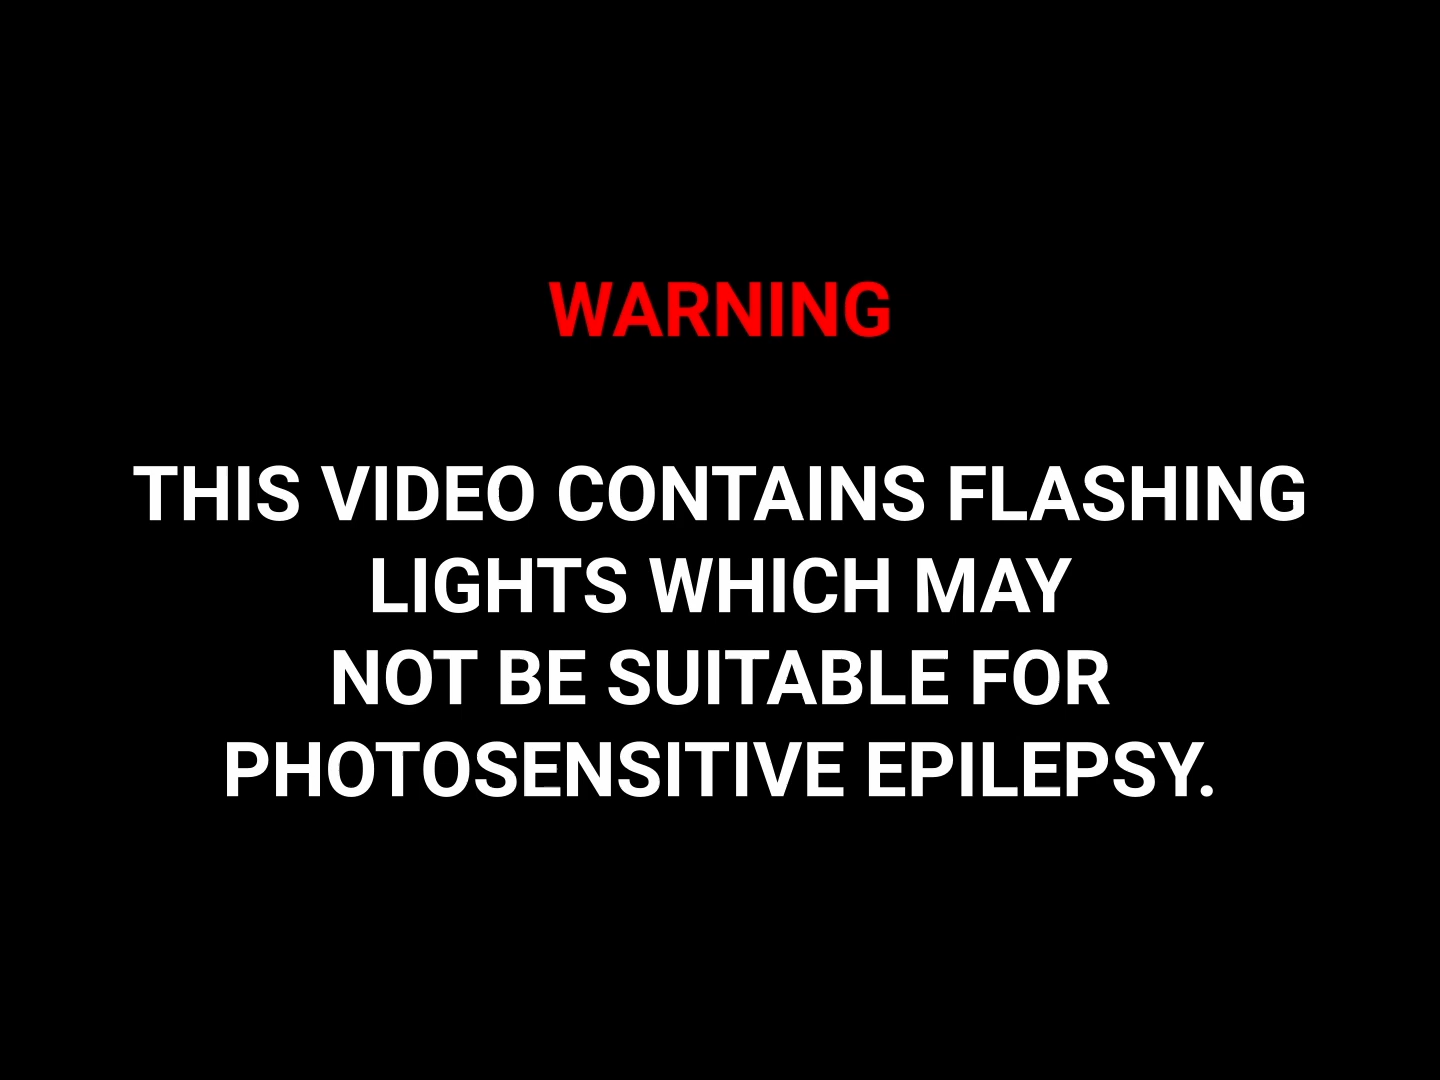 WARNING
THIS VIDEO CONTAINS FLASHING
LIGHTS WHICH MAY
NOT BE SUITABLE FOR
PHOTOSENSITIVE EPILEPSY.